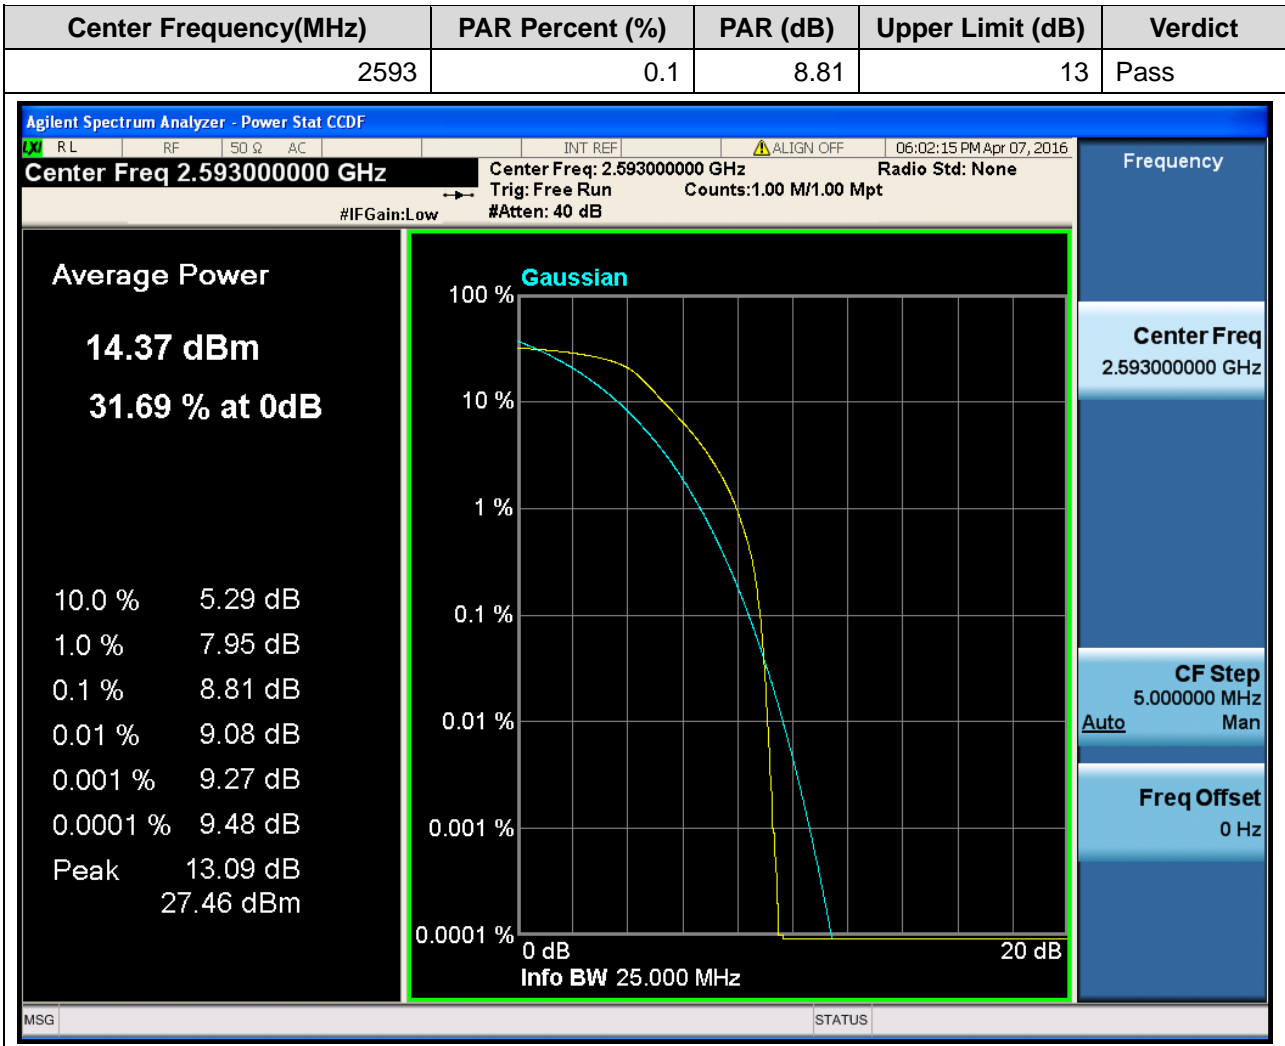 Center Frequency(MHz) PAR Percent (%) PAR (dB) Upper Limit (dB) Verdict
2593 0.1 8.81 13 Pass
Agilent Spectrum Analyzer - Power Stat CCDF
LXI RL RF 50 Ω AC INT REF ALIGN OFF 06:02:15 PM Apr 07, 2016
Center Freq 2.593000000 GHz
Center Freq: 2.593000000 GHz Radio Std: None
Trig: Free Run Counts:1.00 M/1.00 Mpt
#IFGain:Low #Atten: 40 dB
Frequency
Average Power
14.37 dBm
31.69 % at 0dB
10.0 % 5.29 dB
1.0 % 7.95 dB
0.1 % 8.81 dB
0.01 % 9.08 dB
0.001 % 9.27 dB
0.0001 % 9.48 dB
Peak 13.09 dB
27.46 dBm
Gaussian
100 %
10 %
1 %
0.1 %
0.01 %
0.001 %
0.0001 %
0 dB 20 dB
Info BW 25.000 MHz
Center Freq
2.593000000 GHz
CF Step
5.000000 MHz
Auto Man
Freq Offset
0 Hz
MSG STATUS